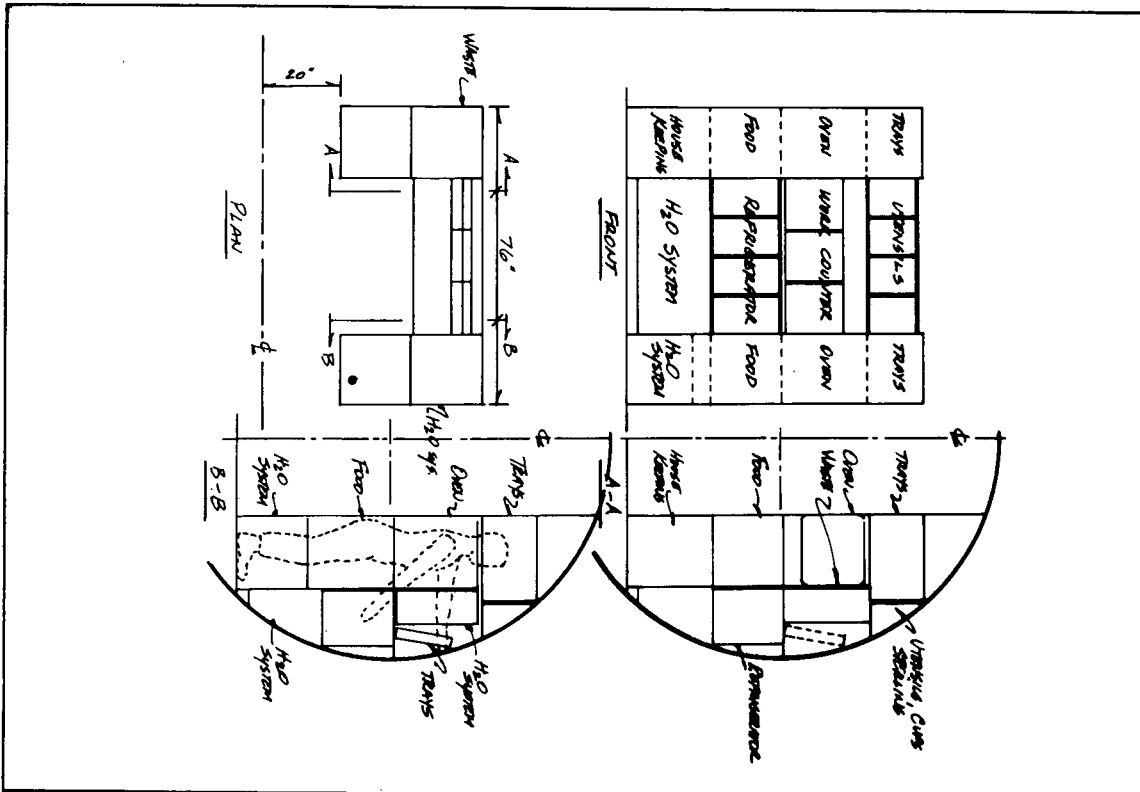 TRAYS
UTENSILS
TRAYS
OVEN
WORK COUNTER
OVEN
FOOD
REFRIGERATOR
FOOD
HOUSE
KEEPING
H2O SYSTEM
H2O
SYSTEM
FRONT
℄
TRAYS
OVEN
WASTE
FOOD
HOUSE
KEEPING
UTENSILS, CUPS
REFRIGERATOR
A-A
WASTE
A
76"
B
H2O SYS.
A
B
20"
PLAN
℄
℄
TRAYS
OVEN
FOOD
H2O
SYSTEM
H2O
SYSTEM
TRAYS
H2O
SYSTEM
B-B